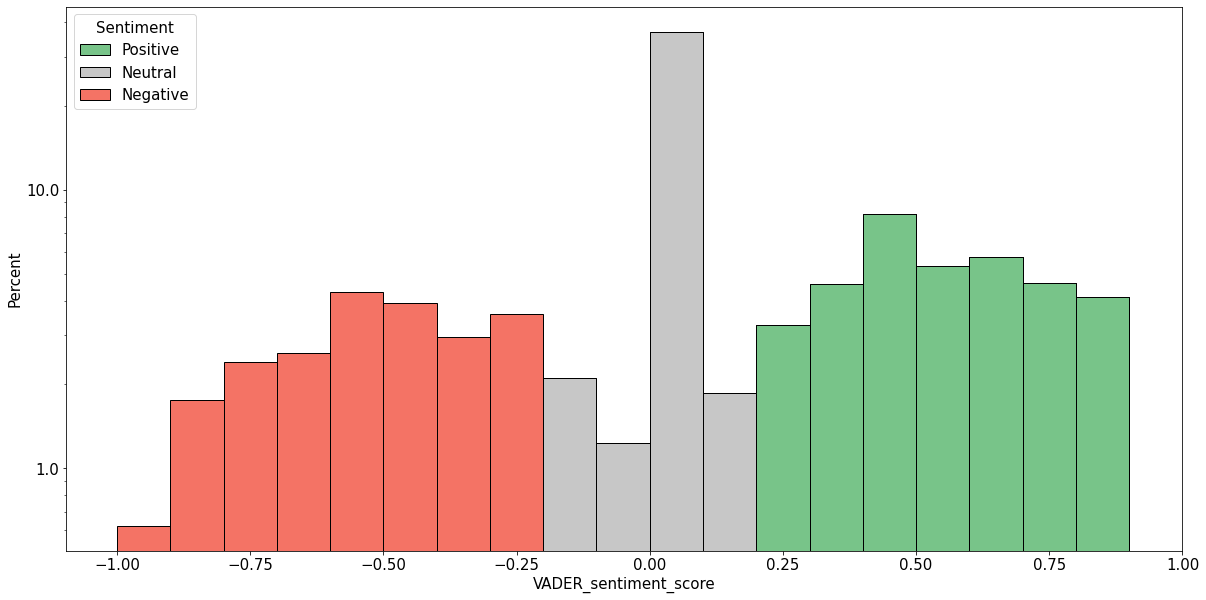 Sentiment
Positive
Neutral
Negative
10.0
1.0
Percent
−1.00 −0.75 −0.50 −0.25 0.00 0.25 0.50 0.75 1.00
VADER_sentiment_score